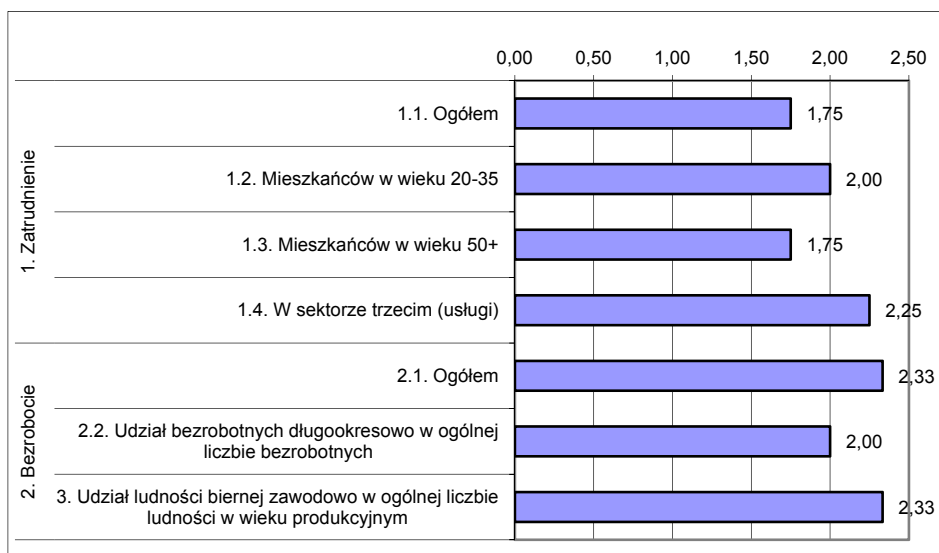 0,00 0,50 1,00 1,50 2,00 2,50
1. Zatrudnienie
1.1. Ogółem 1,75
1.2. Mieszkańców w wieku 20-35 2,00
1.3. Mieszkańców w wieku 50+ 1,75
1.4. W sektorze trzecim (usługi) 2,25
2. Bezrobocie
2.1. Ogółem 2,33
2.2. Udział bezrobotnych długookresowo w ogólnej
liczbie bezrobotnych 2,00
3. Udział ludności biernej zawodowo w ogólnej liczbie
ludności w wieku produkcyjnym 2,33